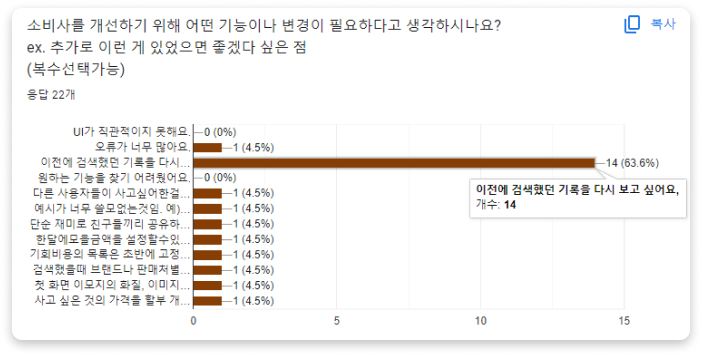 소비사를 개선하기 위해 어떤 기능이나 변경이 필요하다고 생각하시나요?
복사
ex. 추가로 이런 게 있었으면 좋겠다 싶은 점
(복수선택가능)
응답 22개
UI가 직관적이지 못해요. 0 (0%)
오류가 너무 많아요. 1 (4.5%)
이전에 검색했던 기록을 다시... 14 (63.6%)
원하는 기능을 찾기 어려웠어요. 0 (0%)
이전에 검색했던 기록을 다시 보고 싶어요,
개수: 14
다른 사용자들이 사고싶어한걸... 1 (4.5%)
예시가 너무 쓸모없는것임. 예)... 1 (4.5%)
단순 재미로 친구들끼리 공유하... 1 (4.5%)
한달에모을금액을 설정할수있... 1 (4.5%)
기회비용의 목록은 초반에 고정... 1 (4.5%)
검색했을때 브랜드나 판매처별... 1 (4.5%)
첫 화면 이모지의 화질, 이미지... 1 (4.5%)
사고 싶은 것의 가격을 할부 개... 1 (4.5%)
0 5 10 15